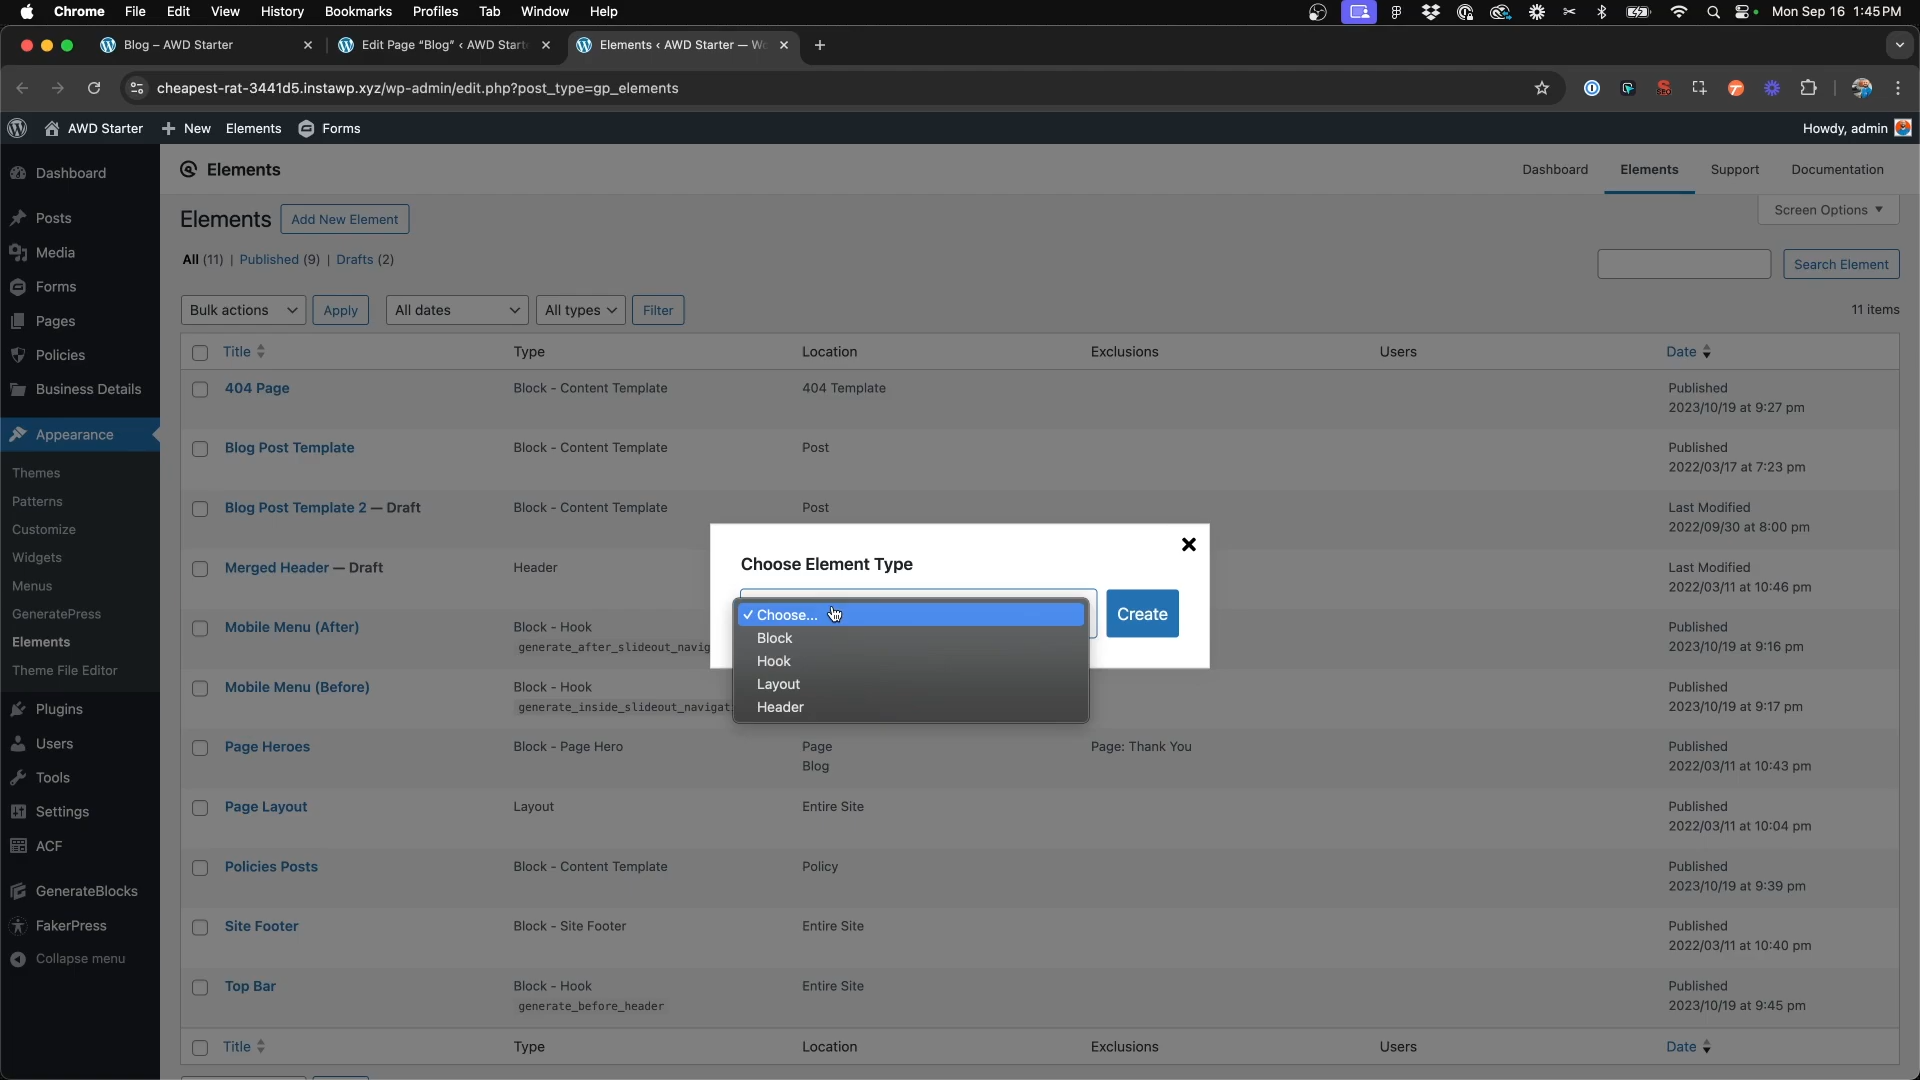 Chrome File Edit View History Bookmarks Profiles Tab Window Help Mon Sep 16 1:45 PM
Blog – AWD Starter
Edit Page “Blog” ‹ AWD Start
Elements ‹ AWD Starter — Wo
cheapest-rat-3441d5.instawp.xyz/wp-admin/edit.php?post_type=gp_elements
AWD Starter New Elements Forms Howdy, admin
Dashboard
Posts
Media
Forms
Pages
Policies
Business Details
Appearance
Themes
Patterns
Customize
Widgets
Menus
GeneratePress
Elements
Theme File Editor
Plugins
Users
Tools
Settings
ACF
GenerateBlocks
FakerPress
Collapse menu
Elements
Dashboard Elements Support Documentation
Elements Add New Element
Screen Options
All (11) | Published (9) | Drafts (2)
Search Element
Bulk actions Apply All dates All types Filter 11 items
Title Type Location Exclusions Users Date
404 Page Block - Content Template 404 Template Published
2023/10/19 at 9:27 pm
Blog Post Template Block - Content Template Post Published
2022/03/17 at 7:23 pm
Blog Post Template 2 — Draft Block - Content Template Post Last Modified
2022/09/30 at 8:00 pm
Merged Header — Draft Header Last Modified
2022/03/11 at 10:46 pm
Mobile Menu (After) Block - Hook Published
generate_after_slideout_navig 2023/10/19 at 9:16 pm
Mobile Menu (Before) Block - Hook Published
generate_inside_slideout_navigati 2023/10/19 at 9:17 pm
Page Heroes Block - Page Hero Page Page: Thank You Published
Blog 2022/03/11 at 10:43 pm
Page Layout Layout Entire Site Published
2022/03/11 at 10:04 pm
Policies Posts Block - Content Template Policy Published
2023/10/19 at 9:39 pm
Site Footer Block - Site Footer Entire Site Published
2022/03/11 at 10:40 pm
Top Bar Block - Hook Entire Site Published
generate_before_header 2023/10/19 at 9:45 pm
Title Type Location Exclusions Users Date
Choose Element Type
Choose...
Block
Hook
Layout
Header
Create